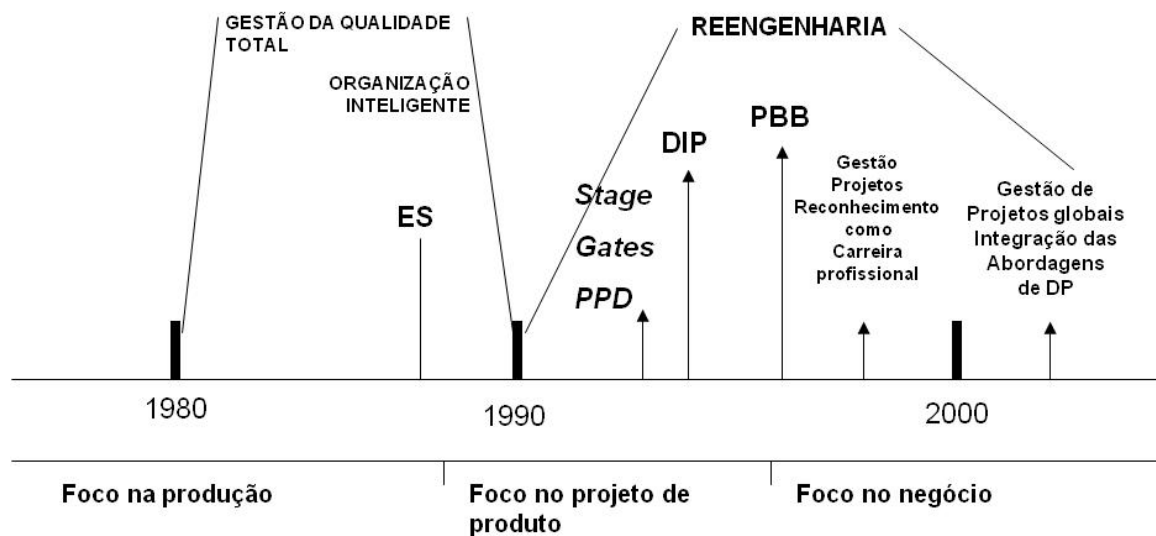 GESTÃO DA QUALIDADE
TOTAL
ORGANIZAÇÃO
INTELIGENTE
ES
REENGENHARIA
Stage
Gates
PPD
DIP
PBB
Gestão
Projetos
Reconhecimento
como
Carreira
profissional
Gestão de
Projetos globais
Integração das
Abordagens
de DP
1980
1990
2000
Foco na produção
Foco no projeto de
produto
Foco no negócio